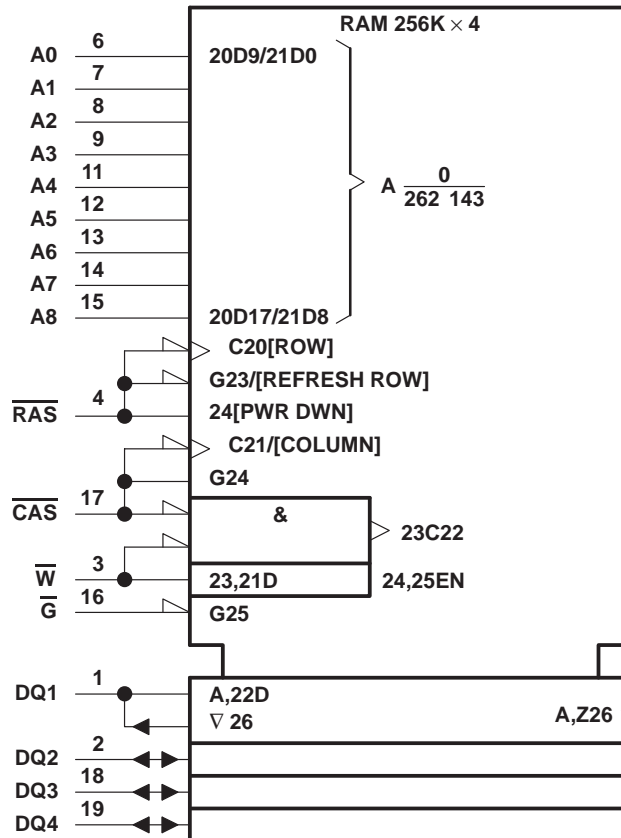 RAM 256K × 4
A0 6 20D9/21D0
A1 7
A2 8
A3 9
A4 11
A5 12
A6 13
A7 14
A8 15 20D17/21D8
A 0
262 143
C20[ROW]
G23/[REFRESH ROW]
RAS 4 24[PWR DWN]
C21/[COLUMN]
G24
CAS 17 &
23C22
W 3 23,21D 24,25EN
G 16 G25
DQ1 1 A,22D
∇ 26 A,Z26
DQ2 2
DQ3 18
DQ4 19